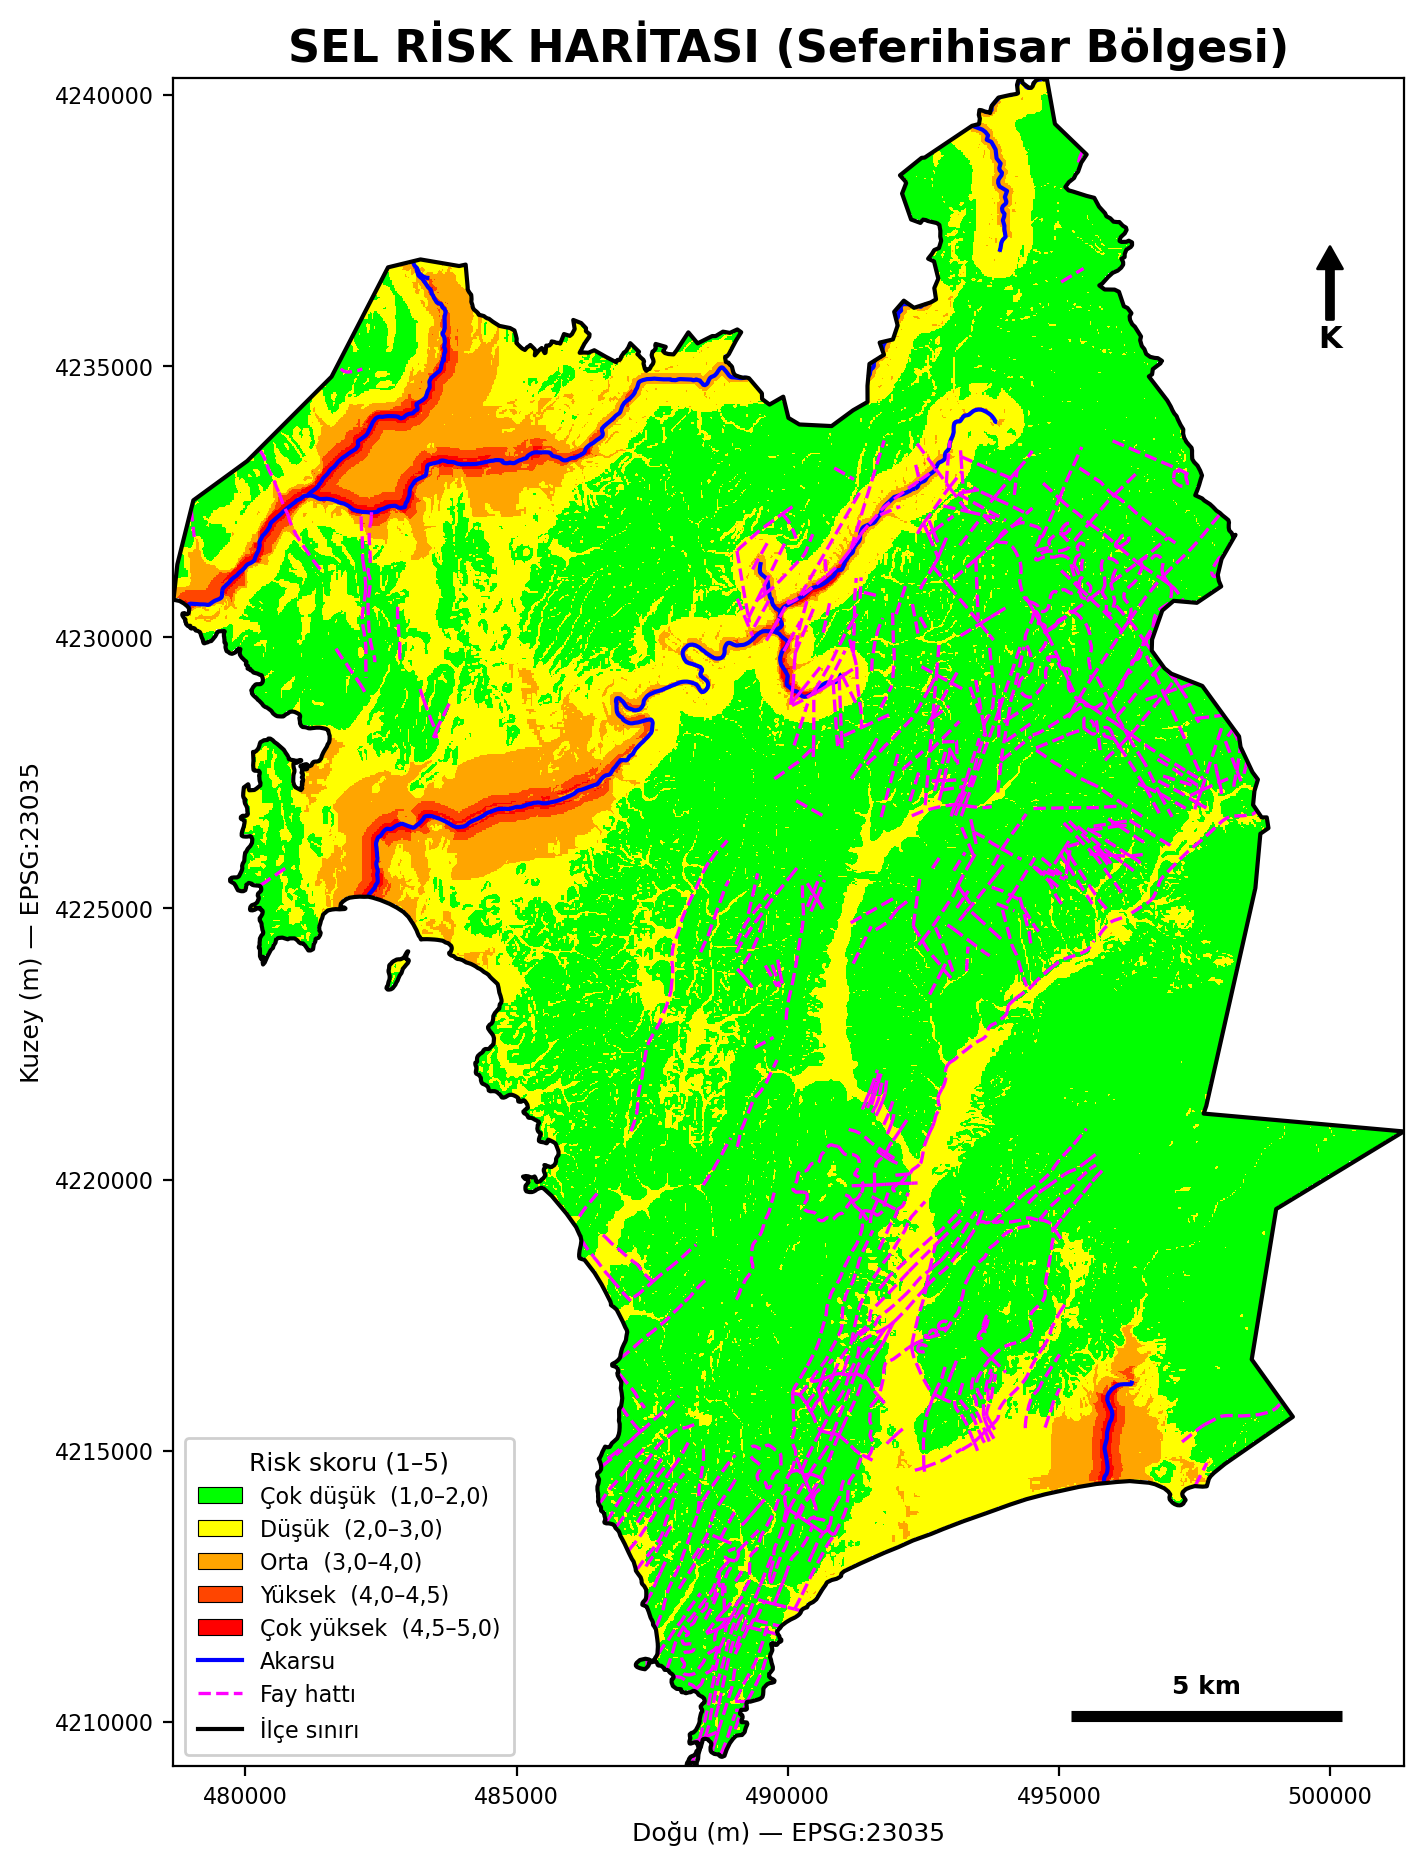 SEL RİSK HARİTASI (Seferihisar Bölgesi)
4240000
4235000
4230000
4225000
4220000
4215000
4210000
Kuzey (m) — EPSG:23035
K
Risk skoru (1–5)
Çok düşük (1,0–2,0)
Düşük (2,0–3,0)
Orta (3,0–4,0)
Yüksek (4,0–4,5)
Çok yüksek (4,5–5,0)
Akarsu
Fay hattı
İlçe sınırı
5 km
480000
485000
490000
495000
500000
Doğu (m) — EPSG:23035